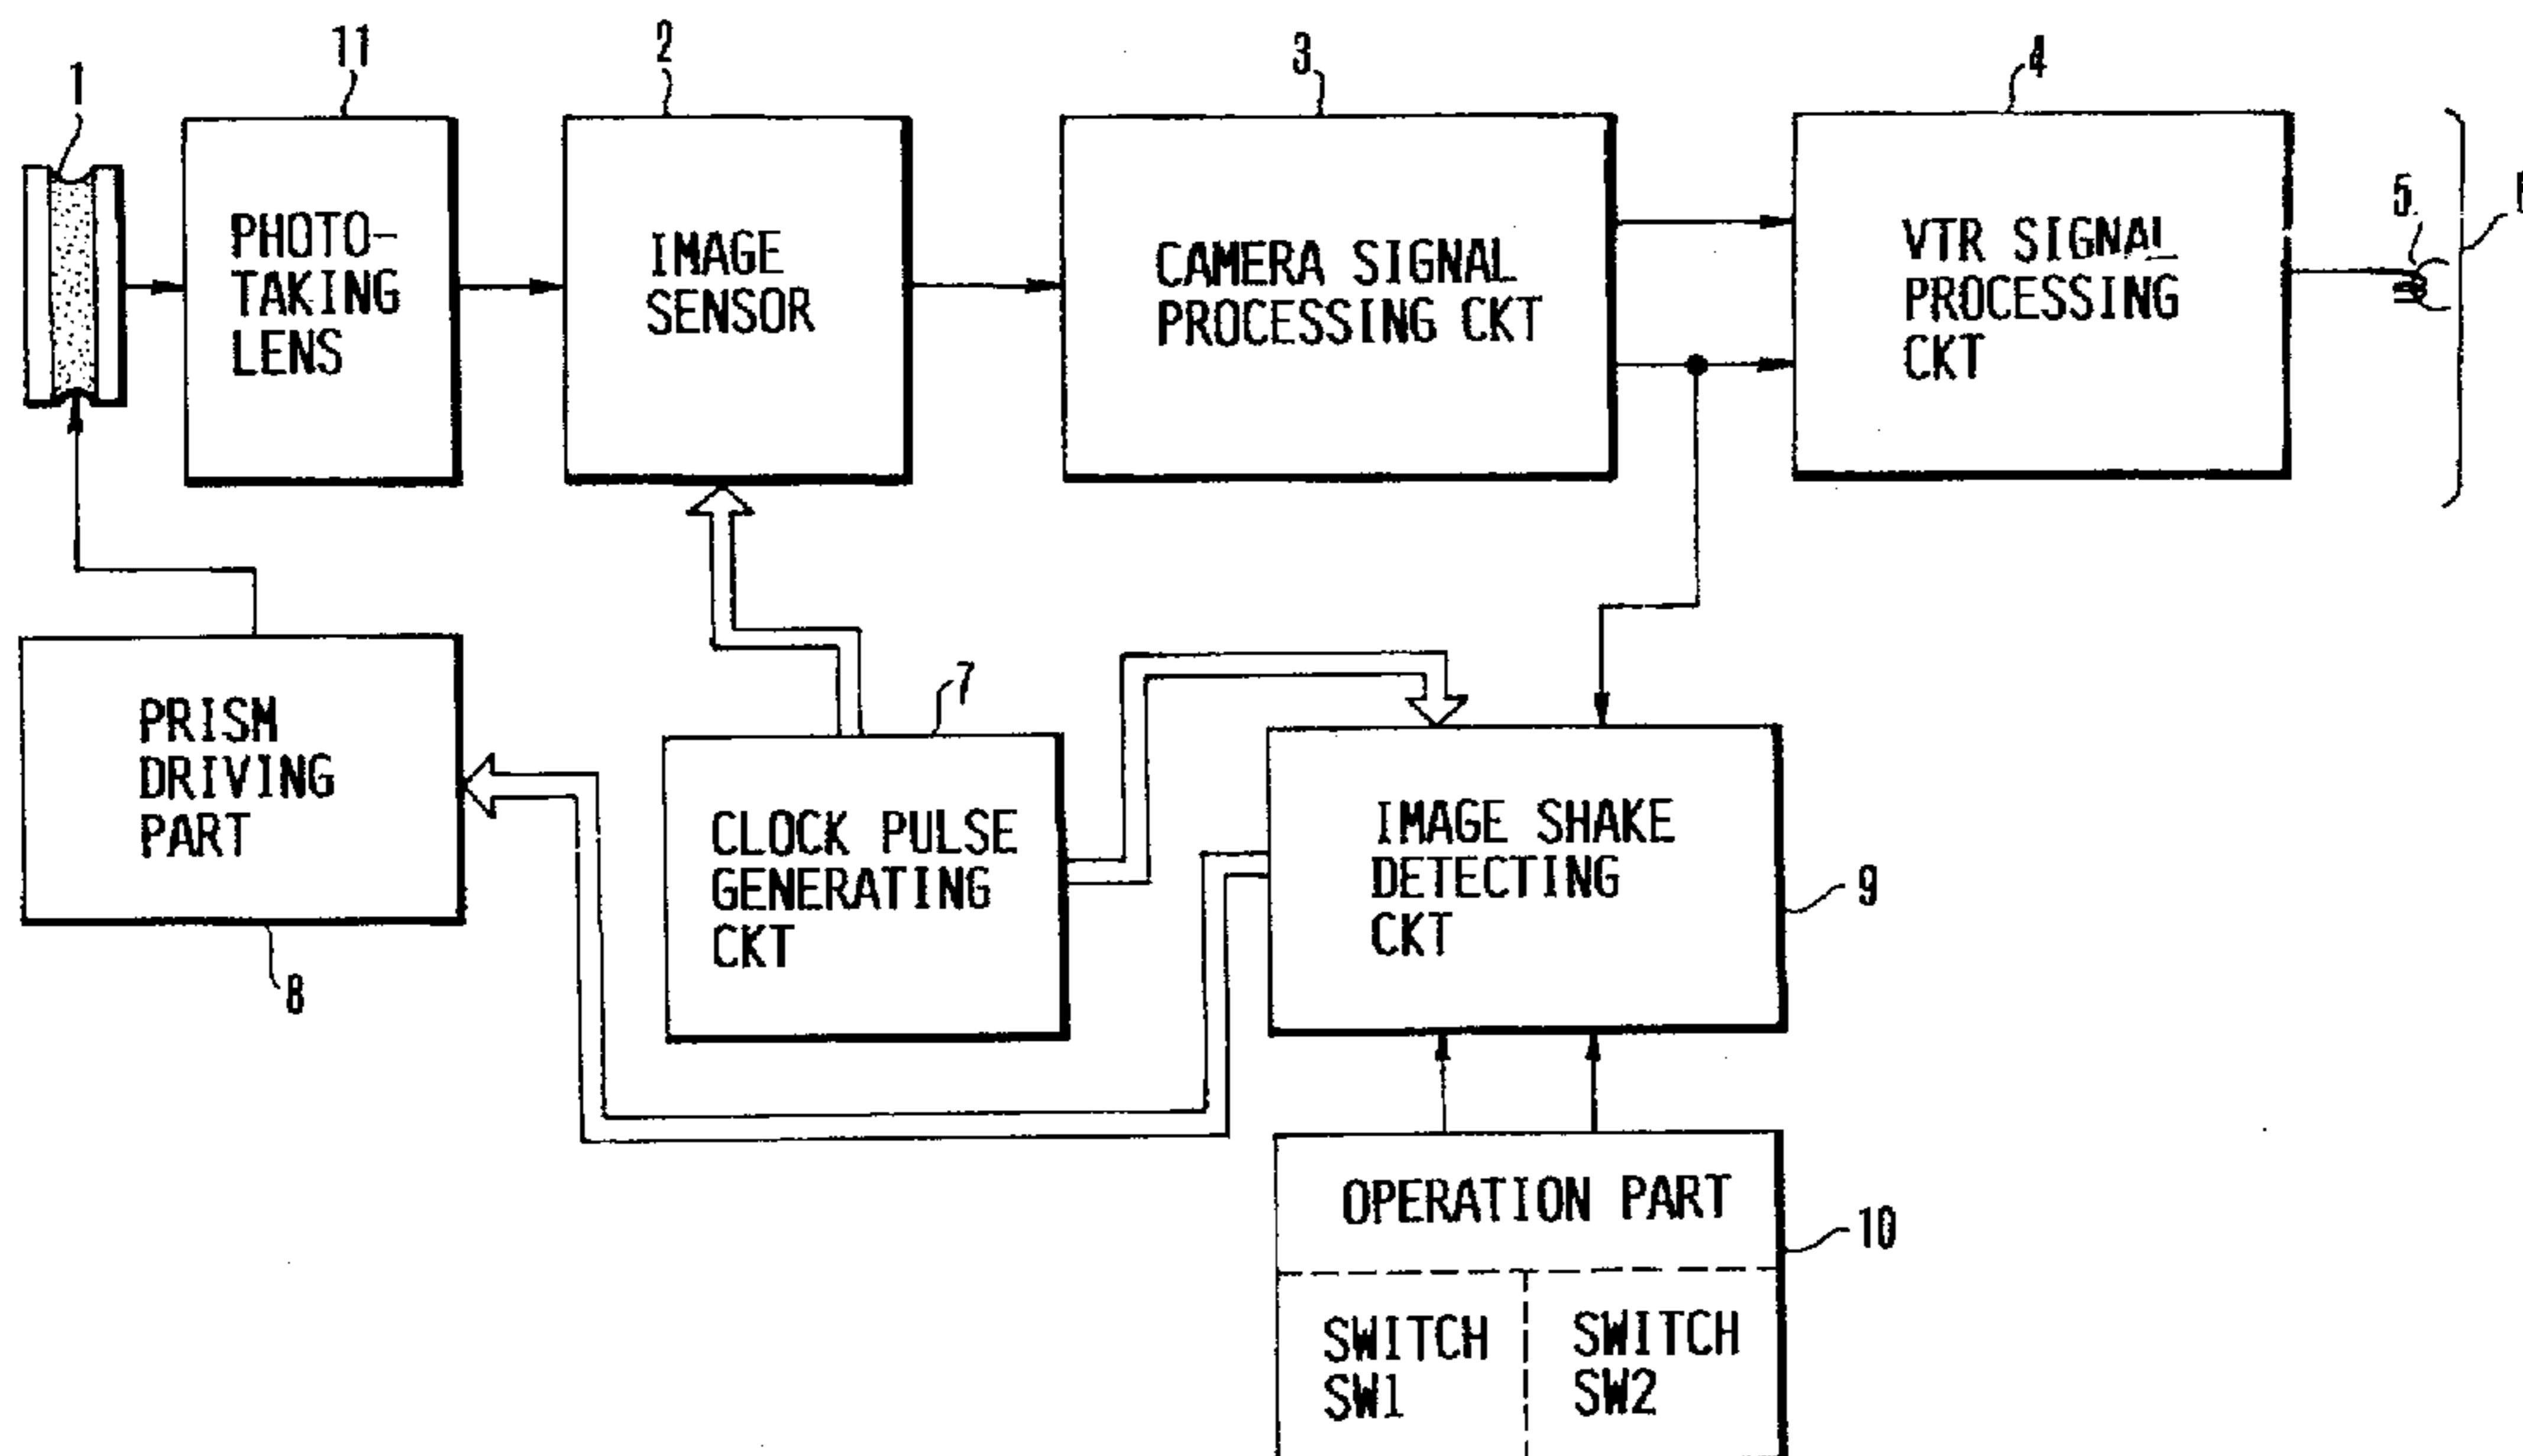 1
11
2
3
4
PHOTO-
TAKING
LENS
IMAGE
SENSOR
CAMERA SIGNAL
PROCESSING CKT
VTR SIGNAL
PROCESSING
CKT
5
PRISM
DRIVING
PART
8
7
CLOCK PULSE
GENERATING
CKT
IMAGE SHAKE
DETECTING
CKT
9
OPERATION PART
10
SWITCH
SW1
SWITCH
SW2